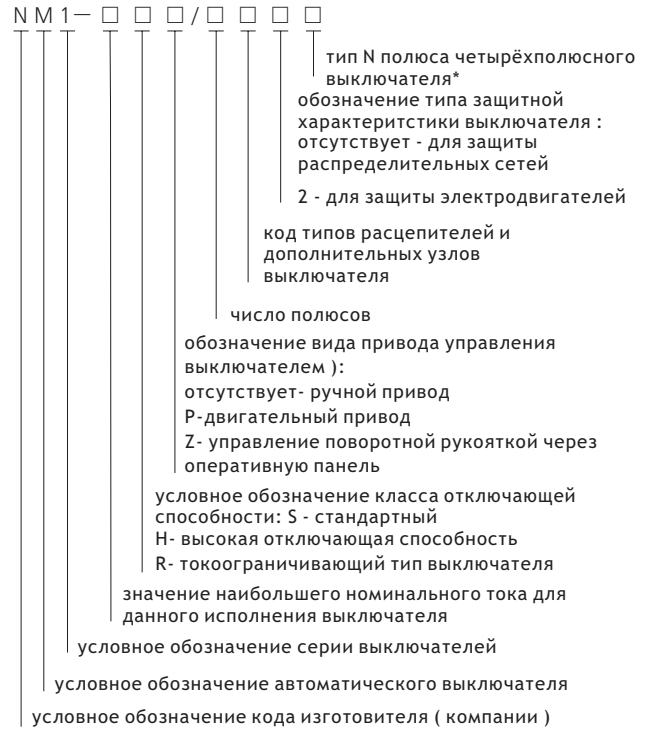 NM1-□□□/□□□□
тип N полюса четырёхполюсного
выключателя*
обозначение типа защитной
характеритстики выключателя :
отсутствует - для защиты
распределительных сетей
2 - для защиты электродвигателей
код типов расцепителей и
дополнительных узлов
выключателя
число полюсов
обозначение вида привода управления
выключателем ):
отсутствует- ручной привод
P-двигательный привод
Z- управление поворотной рукояткой через
оперативную панель
условное обозначение класса отключающей
способности: S - стандартный
H- высокая отключающая способность
R- токоограничивающий тип выключателя
значение наибольшего номинального тока для
данного исполнения выключателя
условное обозначение серии выключателей
условное обозначение автоматического выключателя
условное обозначение кода изготовителя ( компании )